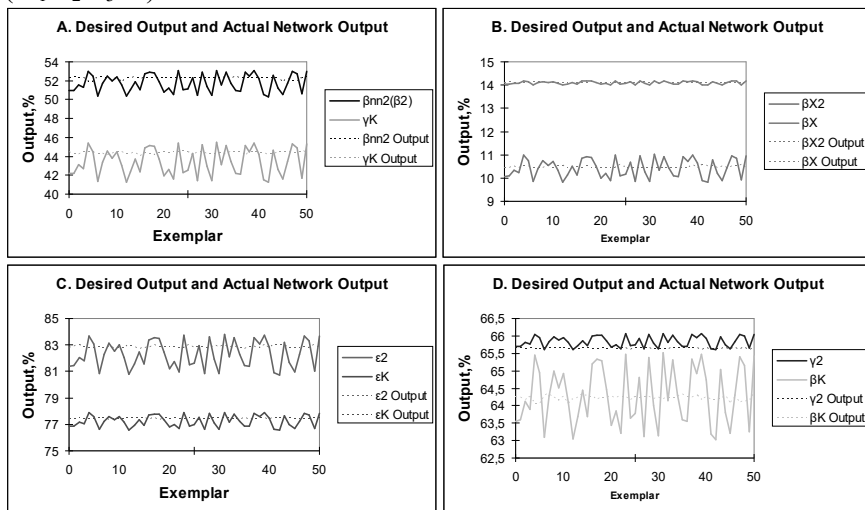 A. Desired Output and Actual Network Output
Output,%
54
52
50
48
46
44
42
40
0 10 20 30 40 50
Exemplar
βnn2(β2)
γK
βnn2 Output
γK Output
B. Desired Output and Actual Network Output
Output,%
15
14
13
12
11
10
9
0 10 20 30 40 50
Exemplar
βX2
βX
βX2 Output
βX Output
C. Desired Output and Actual Network Output
Output,%
85
83
81
79
77
75
0 10 20 30 40 50
Exemplar
ε2
εK
ε2 Output
εK Output
D. Desired Output and Actual Network Output
Output,%
66,5
66
65,5
65
64,5
64
63,5
63
62,5
0 10 20 30 40 50
Exemplar
γ2
βK
γ2 Output
βK Output